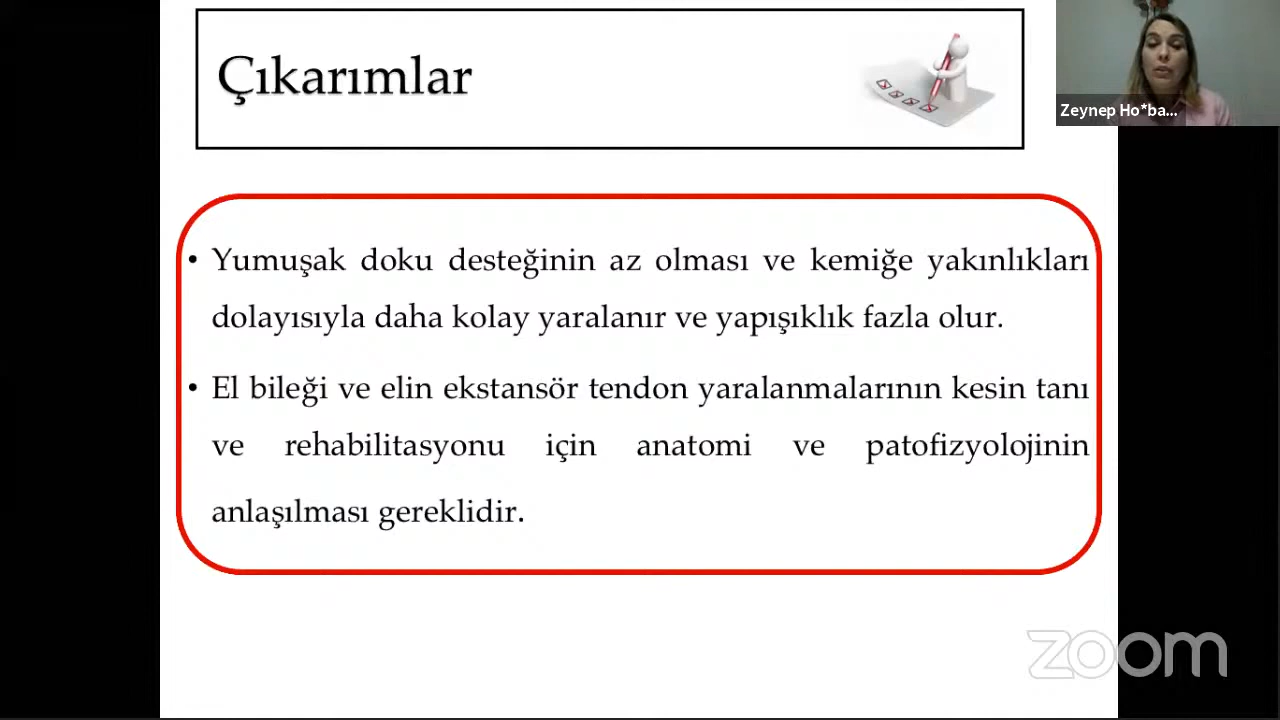 Çıkarımlar
Zeynep Ho*ba...
• Yumuşak doku desteğinin az olması ve kemiğe yakınlıkları
dolayısıyla daha kolay yaralanır ve yapışıklık fazla olur.
• El bileği ve elin ekstansör tendon yaralanmalarının kesin tanı
ve rehabilitasyonu için anatomi ve patofizyolojinin
anlaşılması gereklidir.
zoom